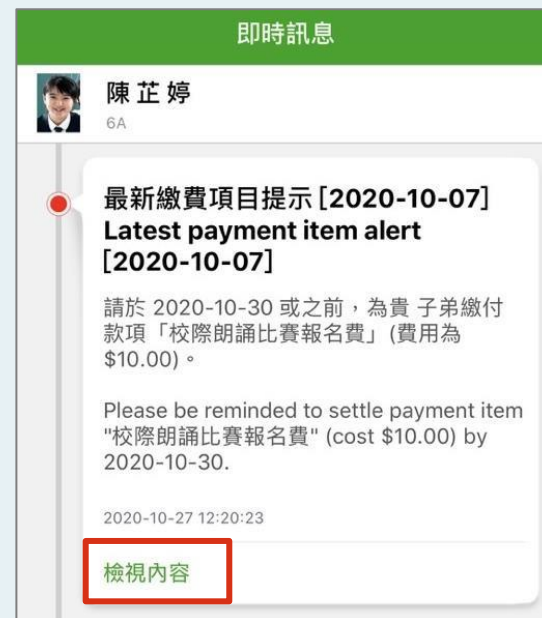 即時訊息
陳芷婷
6A
最新繳費項目提示 [2020-10-07]
Latest payment item alert
[2020-10-07]
請於 2020-10-30 或之前，為貴 子弟繳付
款項「校際朗誦比賽報名費」(費用為
$10.00)。
Please be reminded to settle payment item
"校際朗誦比賽報名費" (cost $10.00) by
2020-10-30.
2020-10-27 12:20:23
檢視內容